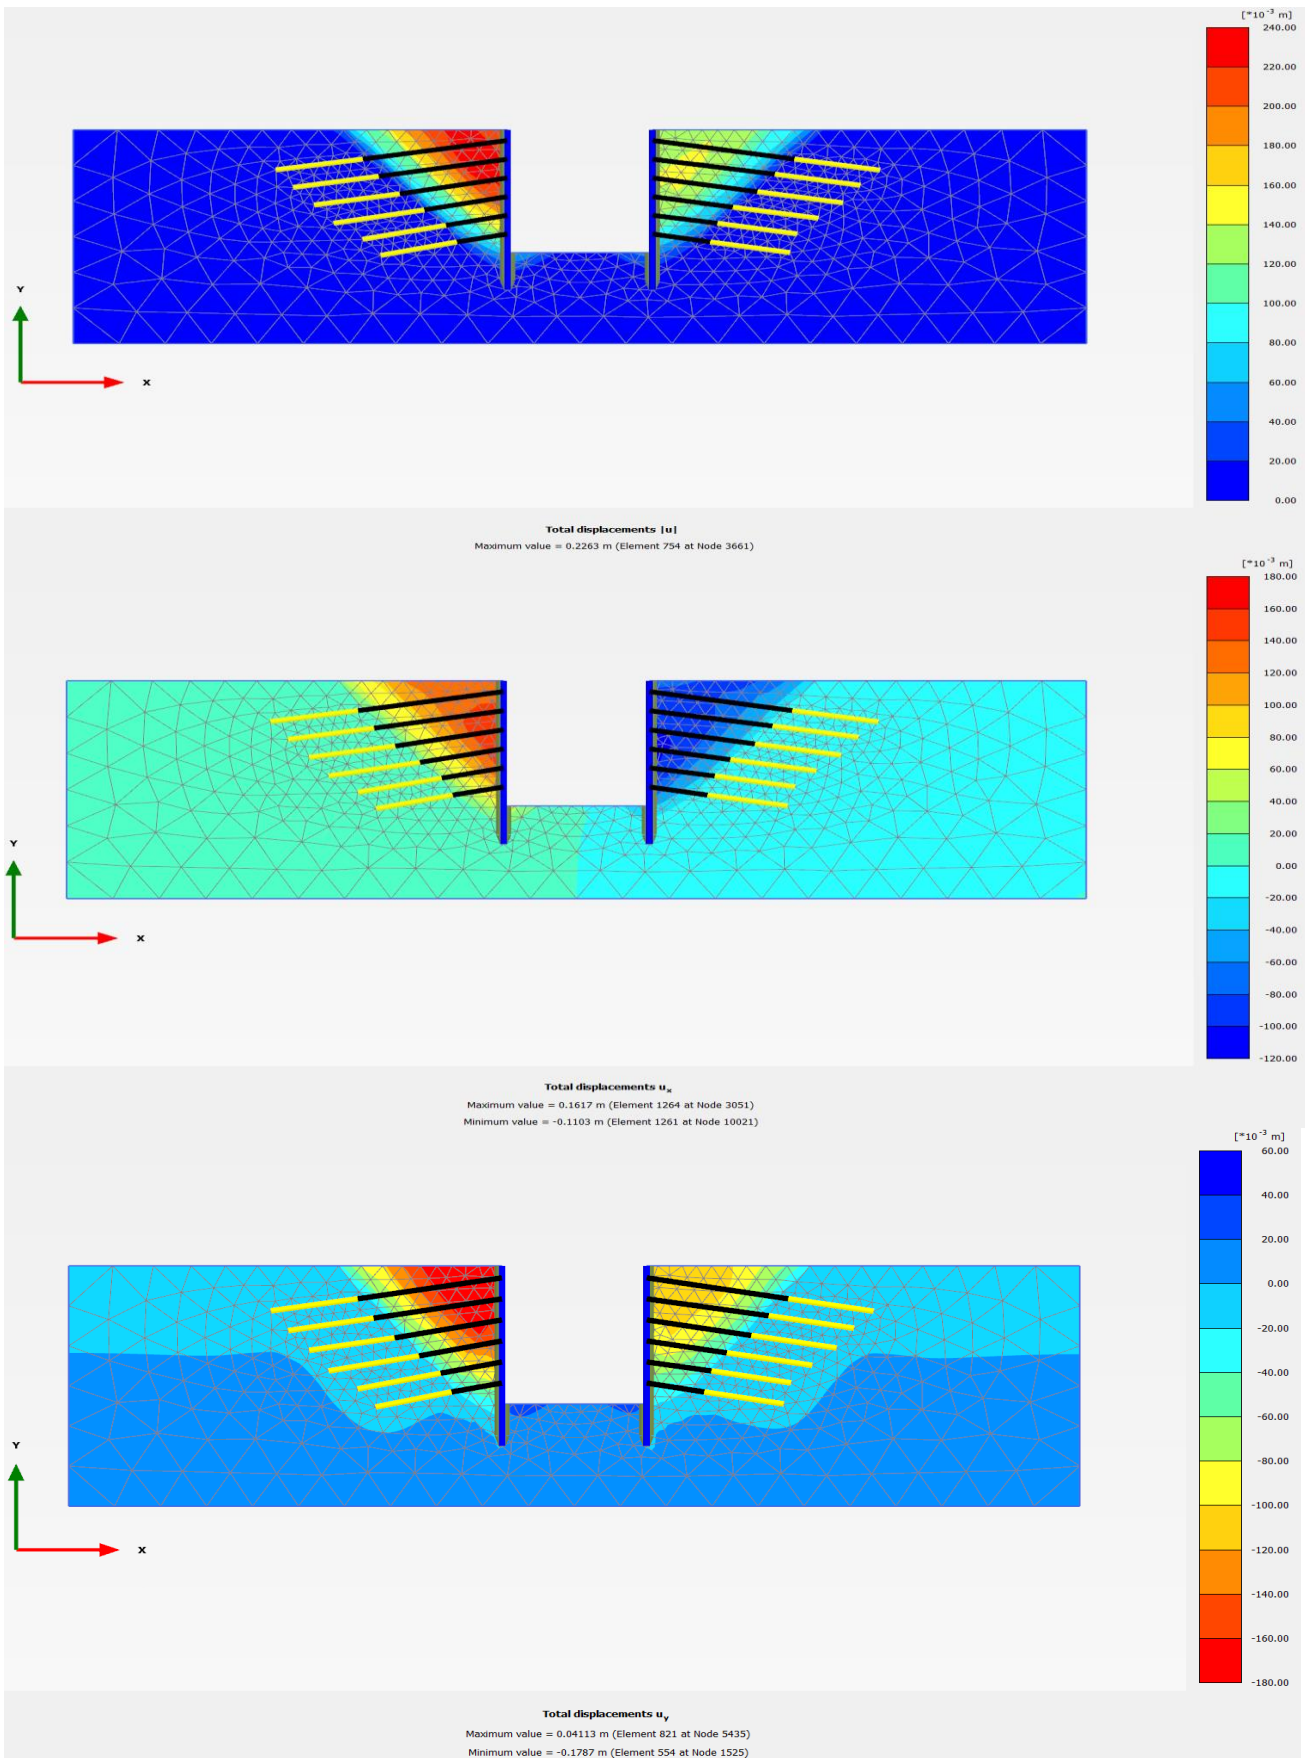 [*10⁻³ m]
240.00
220.00
200.00
180.00
160.00
140.00
120.00
100.00
80.00
60.00
40.00
20.00
0.00
Y
X
Total displacements |u|
Maximum value = 0.2263 m (Element 754 at Node 3661)
[*10⁻³ m]
180.00
160.00
140.00
120.00
100.00
80.00
60.00
40.00
20.00
0.00
-20.00
-40.00
-60.00
-80.00
-100.00
-120.00
Y
X
Total displacements uₓ
Maximum value = 0.1617 m (Element 1264 at Node 3051)
Minimum value = -0.1103 m (Element 1261 at Node 10021)
[*10⁻³ m]
60.00
40.00
20.00
0.00
-20.00
-40.00
-60.00
-80.00
-100.00
-120.00
-140.00
-160.00
-180.00
Y
X
Total displacements u_y
Maximum value = 0.04113 m (Element 821 at Node 5435)
Minimum value = -0.1787 m (Element 554 at Node 1525)